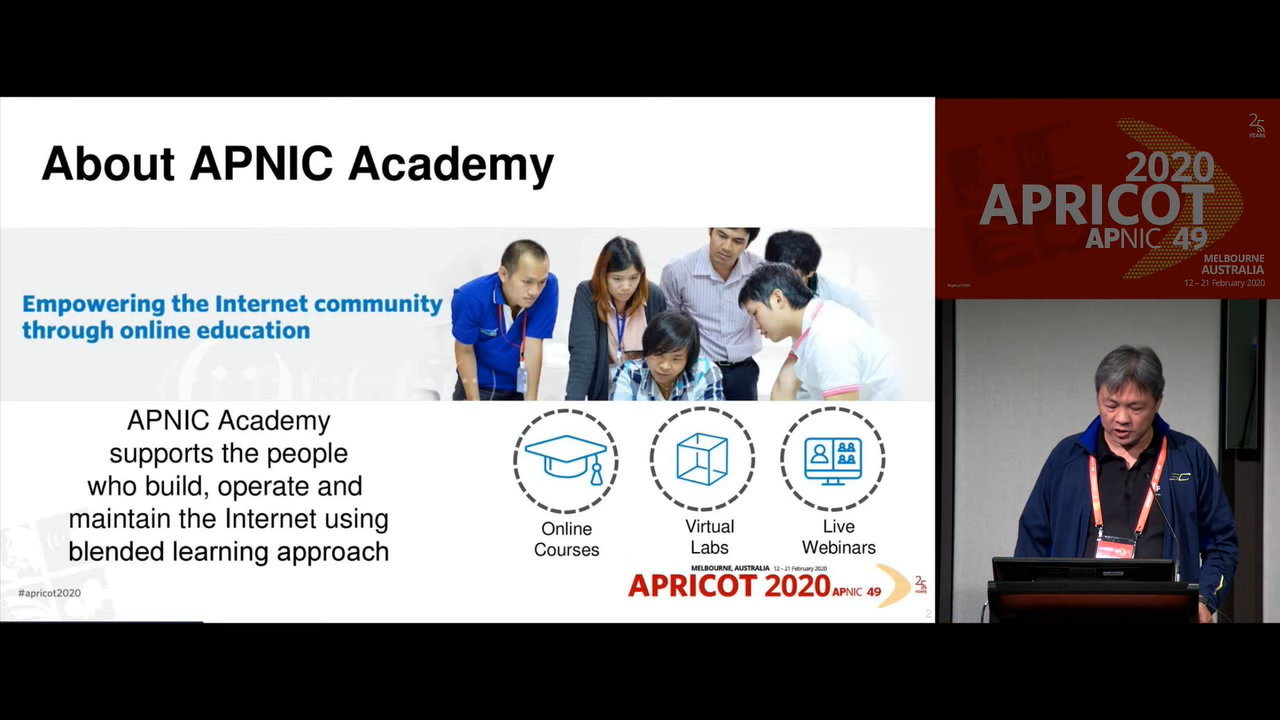 About APNIC Academy
Empowering the Internet community
through online education
APNIC Academy
supports the people
who build, operate and
maintain the Internet using
blended learning approach
Online
Courses
Virtual
Labs
Live
Webinars
#apricot2020
MELBOURNE, AUSTRALIA 12 – 21 February 2020
APRICOT 2020 APNIC 49
25
YEARS
2
25
YEARS
2020
APRICOT
APNIC 49
MELBOURNE
AUSTRALIA
12 – 21 February 2020
#apricot2020